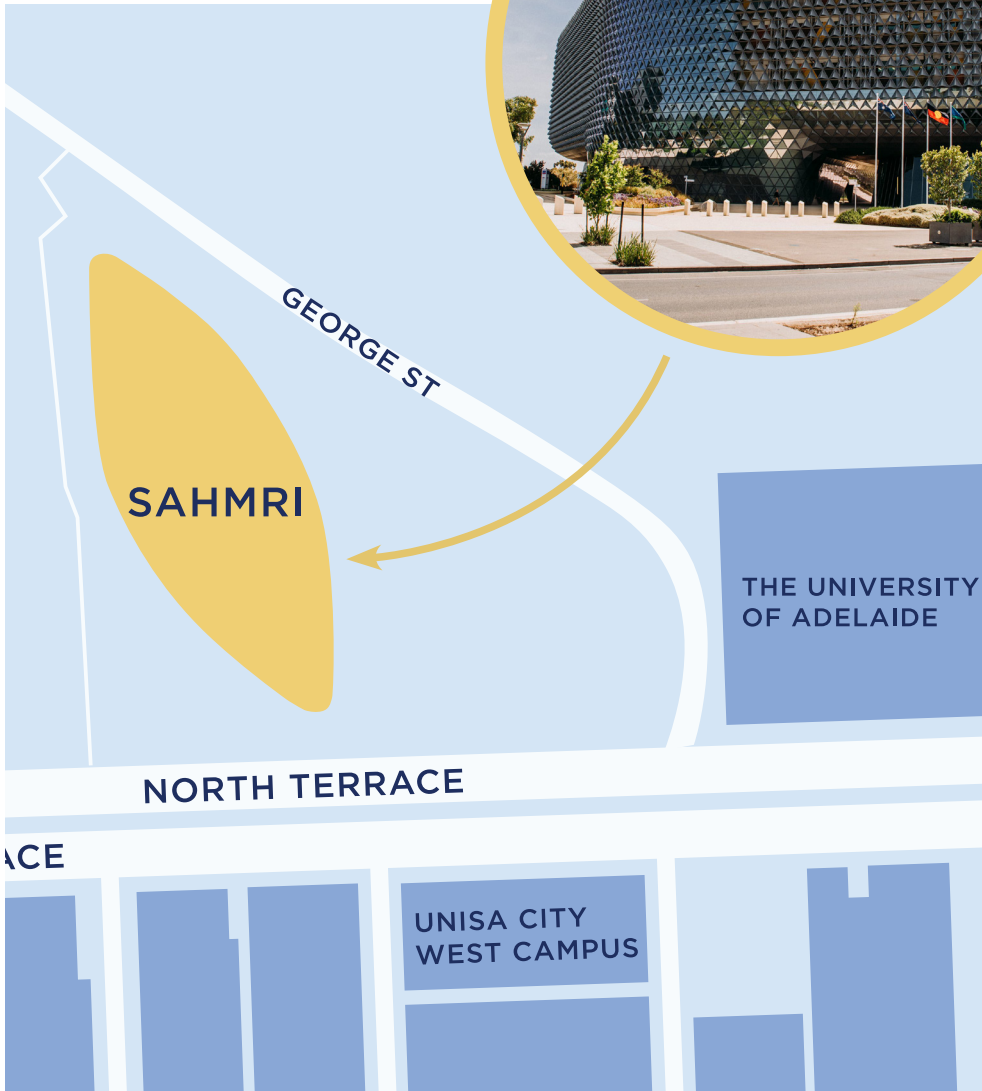 GEORGE ST
SAHMRI
THE UNIVERSITY
OF ADELAIDE
NORTH TERRACE
ACE
UNISA CITY
WEST CAMPUS